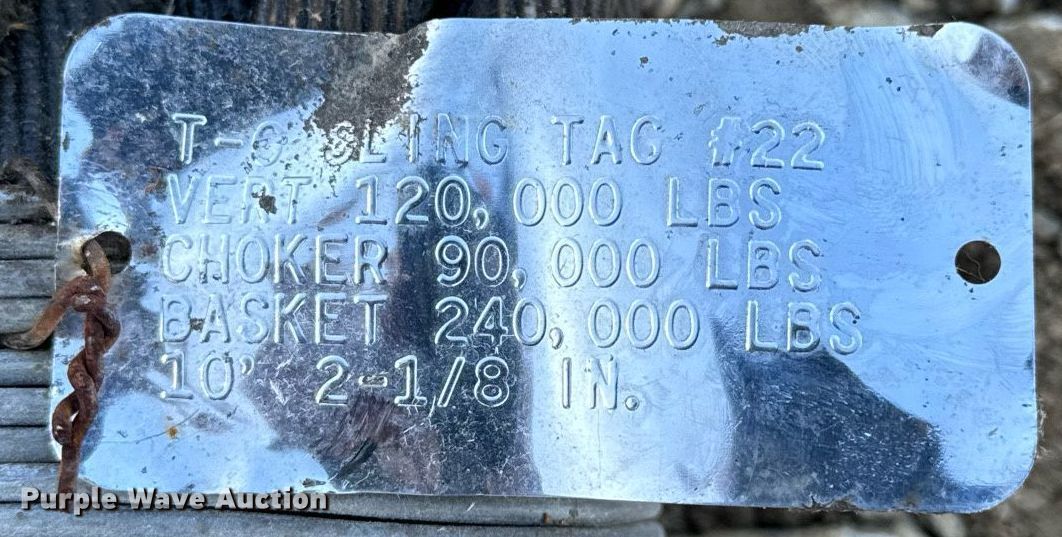 T-S SLING TAG #22
VERT 120,000 LBS
CHOKER 90,000 LBS
BASKET 240,000 LBS
10' 2-1/8 IN.
Purple Wave Auction